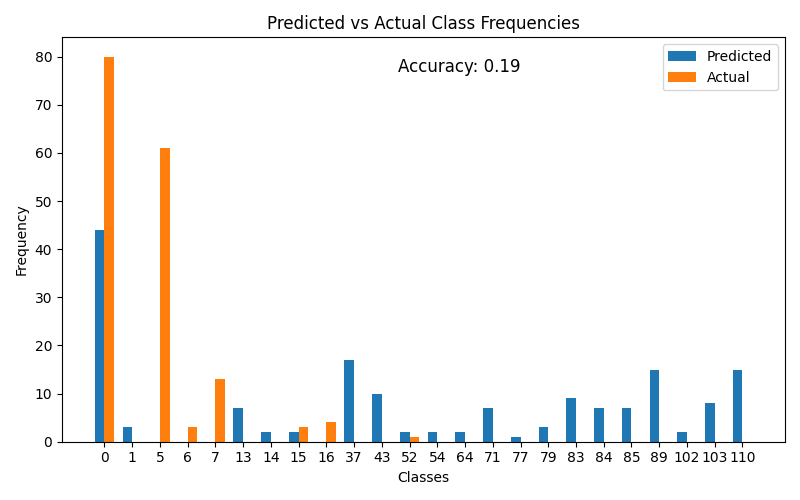 Predicted vs Actual Class Frequencies
Accuracy: 0.19
Predicted
Actual
Frequency
80
70
60
50
40
30
20
10
0
0 1 5 6 7 13 14 15 16 37 43 52 54 64 71 77 79 83 84 85 89 102 103 110
Classes